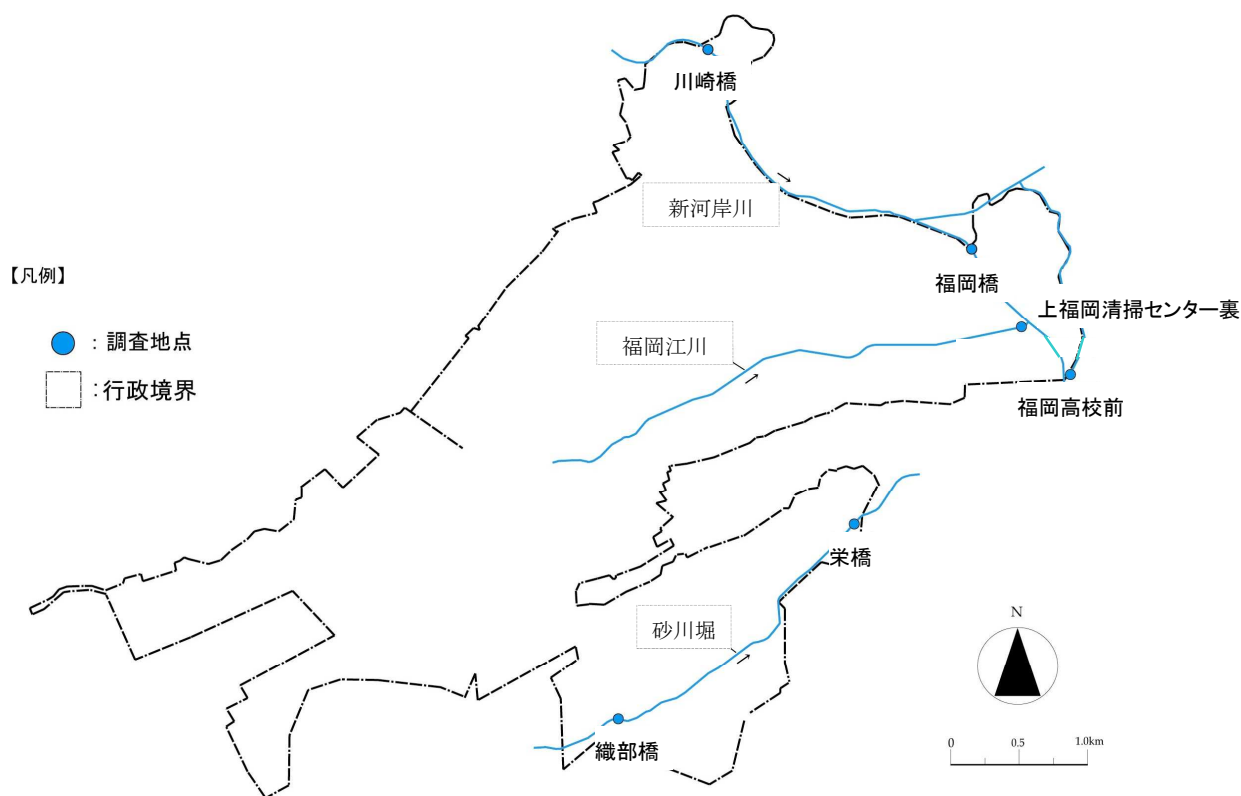 川崎橋
新河岸川
福岡橋
【凡例】
上福岡清掃センター裏
：調査地点
福岡江川
：行政境界
福岡高校前
栄橋
砂川堀
N
織部橋
0 0.5 1.0km